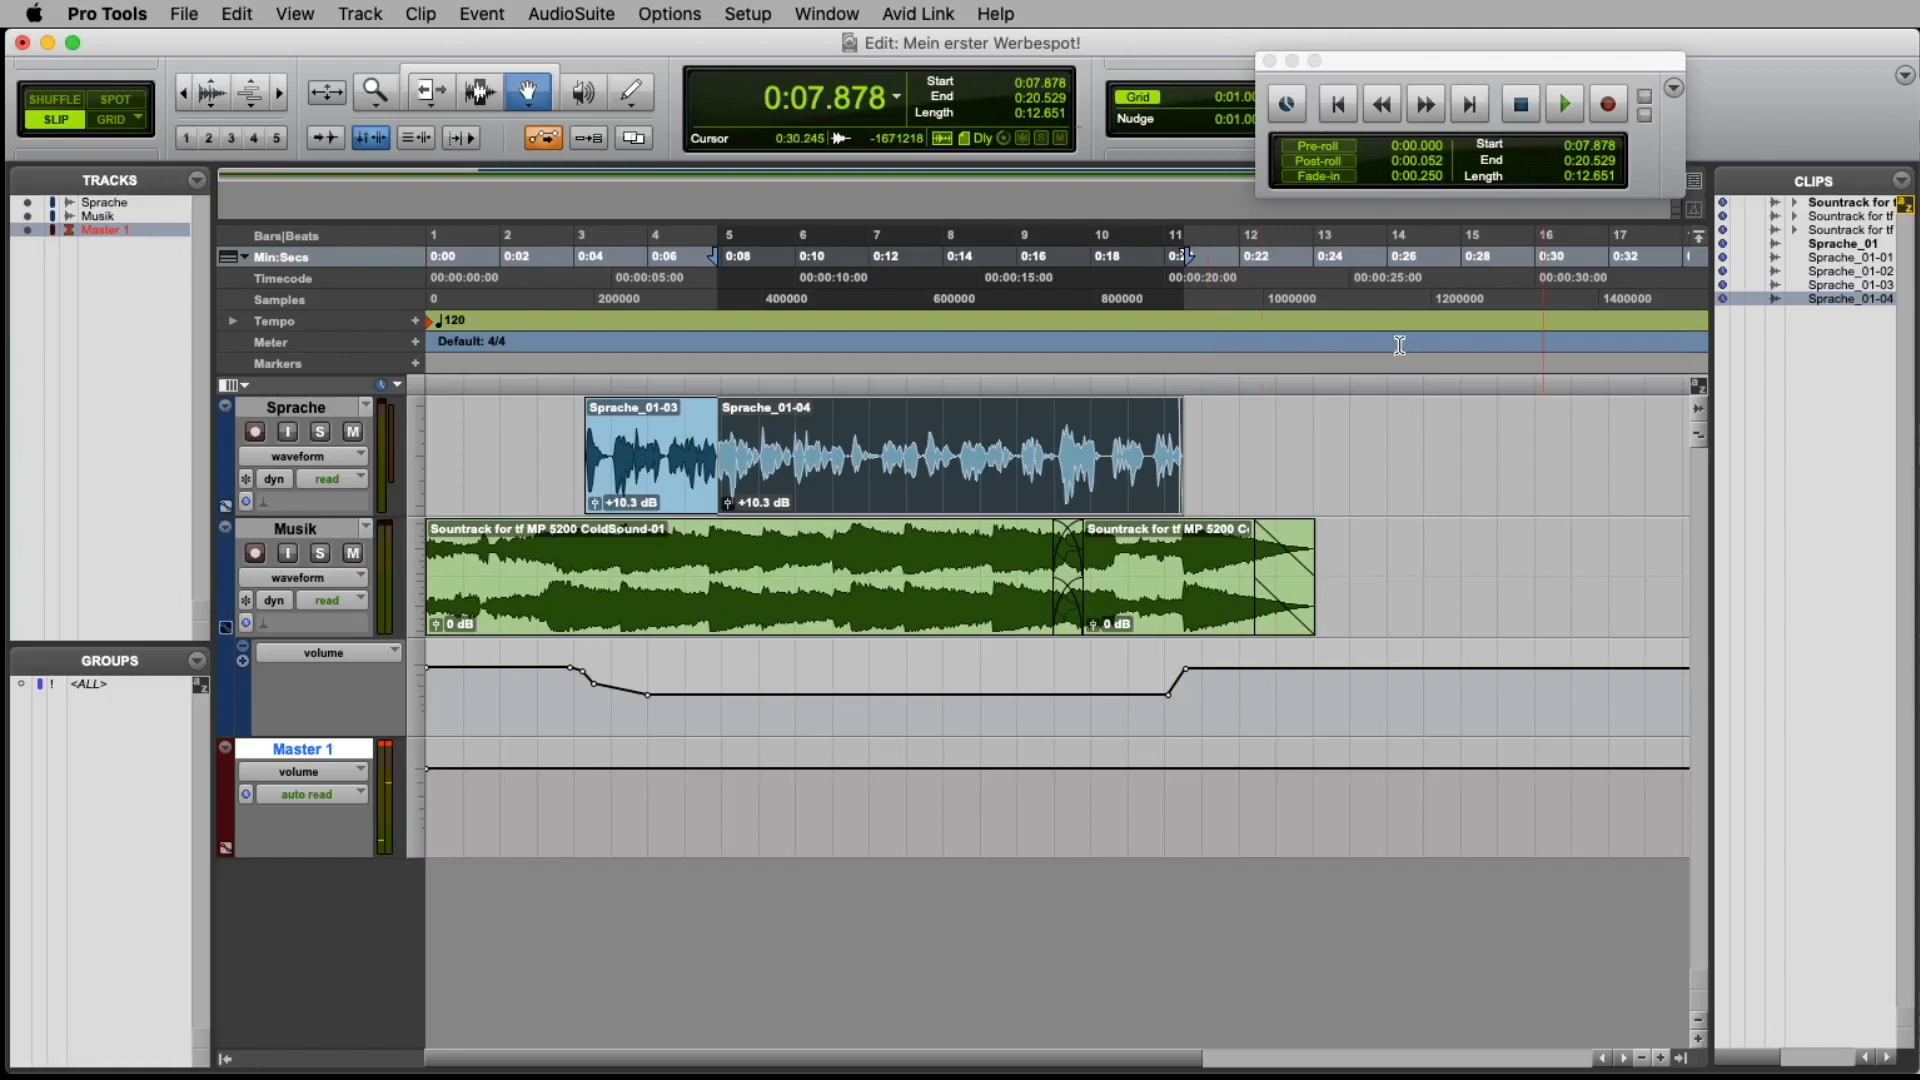 Pro Tools File Edit View Track Clip Event AudioSuite Options Setup Window Avid Link Help
Edit: Mein erster Werbespot!
SHUFFLE SPOT
SLIP GRID
1 2 3 4 5
0:07.878
Start 0:07.878
End 0:20.529
Length 0:12.651
Cursor 0:30.245 -1671218 Dly S M
Grid 0:01.00
Nudge 0:01.00
Pre-roll 0:00.000 Start 0:07.878
Post-roll 0:00.052 End 0:20.529
Fade-in 0:00.250 Length 0:12.651
TRACKS
Sprache
Musik
Master 1
GROUPS
! <ALL>
a z
CLIPS
Sountrack for
Sountrack for tf
Sountrack for tf
Sprache_01
Sprache_01-01
Sprache_01-02
Sprache_01-03
Sprache_01-04
Bars|Beats 1 2 3 4 5 6 7 8 9 10 11 12 13 14 15 16 17
Min:Secs 0:00 0:02 0:04 0:06 0:08 0:10 0:12 0:14 0:16 0:18 0:22 0:24 0:26 0:28 0:30 0:32
Timecode 00:00:00:00 00:00:05:00 00:00:10:00 00:00:15:00 00:00:20:00 00:00:25:00 00:00:30:00
Samples 0 200000 400000 600000 800000 1000000 1200000 1400000
Tempo + 120
Meter + Default: 4/4
Markers +
Sprache
I S M
waveform
dyn read
Sprache_01-03 Sprache_01-04
+10.3 dB +10.3 dB
Musik
I S M
waveform
dyn read
Sountrack for tf MP 5200 ColdSound-01 Sountrack for tf MP 5200 C
0 dB 0 dB
volume
Master 1
volume
auto read